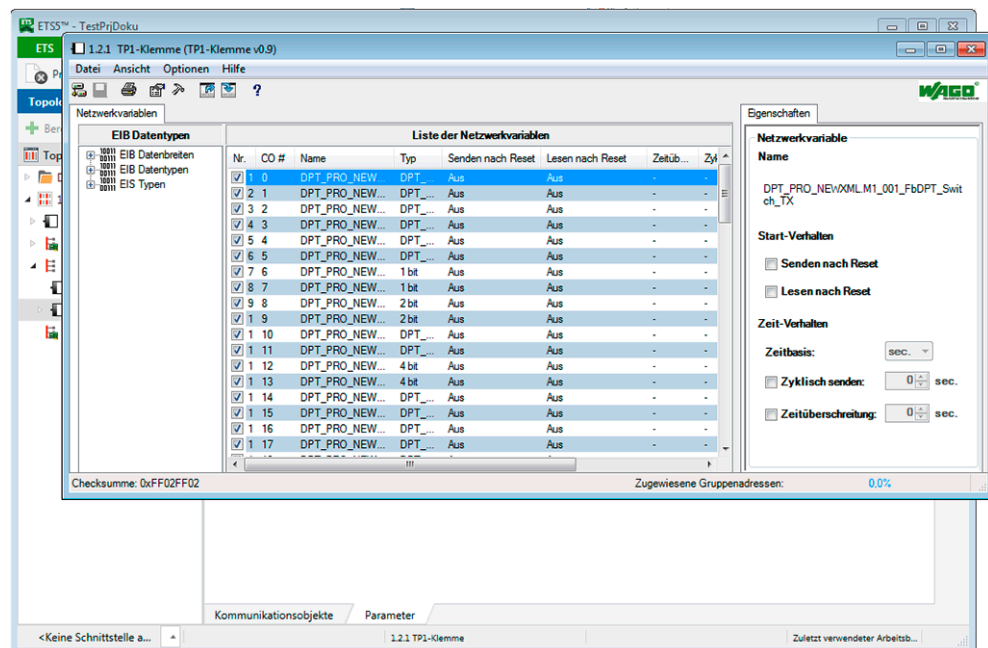 ETS5™ - TestPrjDoku
ETS
1.2.1 TP1-Klemme (TP1-Klemme v0.9)
Datei Ansicht Optionen Hilfe
?
WAGO
Netzwerkvariablen
Eigenschaften
EIB Datentypen
EIB Datenbreiten
EIB Datentypen
EIS Typen
Liste der Netzwerkvariablen
Nr. CO # Name Typ Senden nach Reset Lesen nach Reset Zeitüb... Zyk
1 0 DPT_PRO_NEW... DPT_... Aus Aus - -
2 1 DPT_PRO_NEW... DPT_... Aus Aus - -
3 2 DPT_PRO_NEW... DPT_... Aus Aus - -
4 3 DPT_PRO_NEW... DPT_... Aus Aus - -
5 4 DPT_PRO_NEW... DPT_... Aus Aus - -
6 5 DPT_PRO_NEW... DPT_... Aus Aus - -
7 6 DPT_PRO_NEW... 1 bit Aus Aus - -
8 7 DPT_PRO_NEW... 1 bit Aus Aus - -
9 8 DPT_PRO_NEW... 2 bit Aus Aus - -
1 9 DPT_PRO_NEW... 2 bit Aus Aus - -
1 10 DPT_PRO_NEW... DPT_... Aus Aus - -
1 11 DPT_PRO_NEW... DPT_... Aus Aus - -
1 12 DPT_PRO_NEW... 4 bit Aus Aus - -
1 13 DPT_PRO_NEW... 4 bit Aus Aus - -
1 14 DPT_PRO_NEW... DPT_... Aus Aus - -
1 15 DPT_PRO_NEW... DPT_... Aus Aus - -
1 16 DPT_PRO_NEW... DPT_... Aus Aus - -
1 17 DPT_PRO_NEW... DPT_... Aus Aus - -
Netzwerkvariable
Name
DPT_PRO_NEWXML.M1_001_FbDPT_Swit
ch_TX
Start-Verhalten
Senden nach Reset
Lesen nach Reset
Zeit-Verhalten
Zeitbasis: sec.
Zyklisch senden: 0 sec.
Zeitüberschreitung: 0 sec.
Checksumme: 0xFF02FF02
Zugewiesene Gruppenadressen: 0,0%
Kommunikationsobjekte Parameter
<Keine Schnittstelle a... 1.2.1 TP1-Klemme Zuletzt verwendeter Arbeitsb...